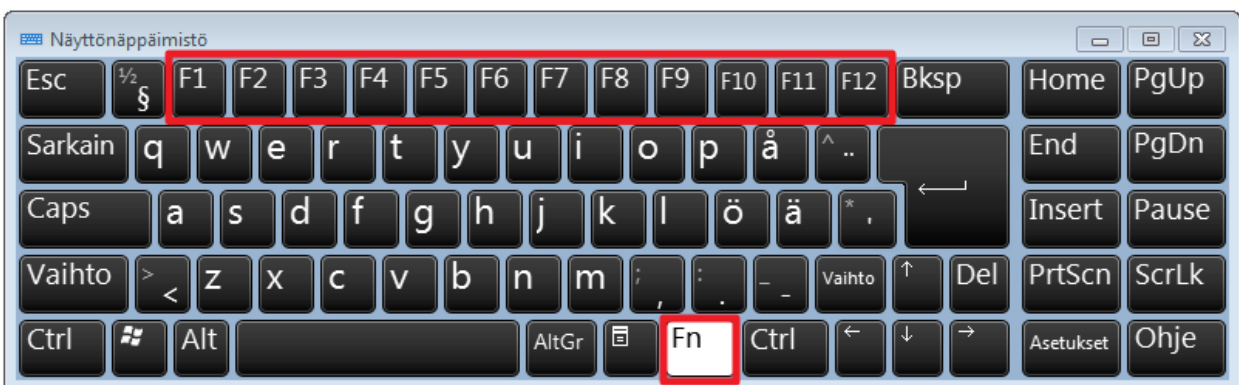 Näyttönäppäimistö
Esc ½ § F1 F2 F3 F4 F5 F6 F7 F8 F9 F10 F11 F12 Bksp Home PgUp
Sarkain q w e r t y u i o p å ^ ¨ End PgDn
Caps a s d f g h j k l ö ä * ' Insert Pause
Vaihto > < z x c v b n m ; , : . _ - Vaihto ↑ Del PrtScn ScrLk
Ctrl Alt AltGr Fn Ctrl ← ↓ → Asetukset Ohje